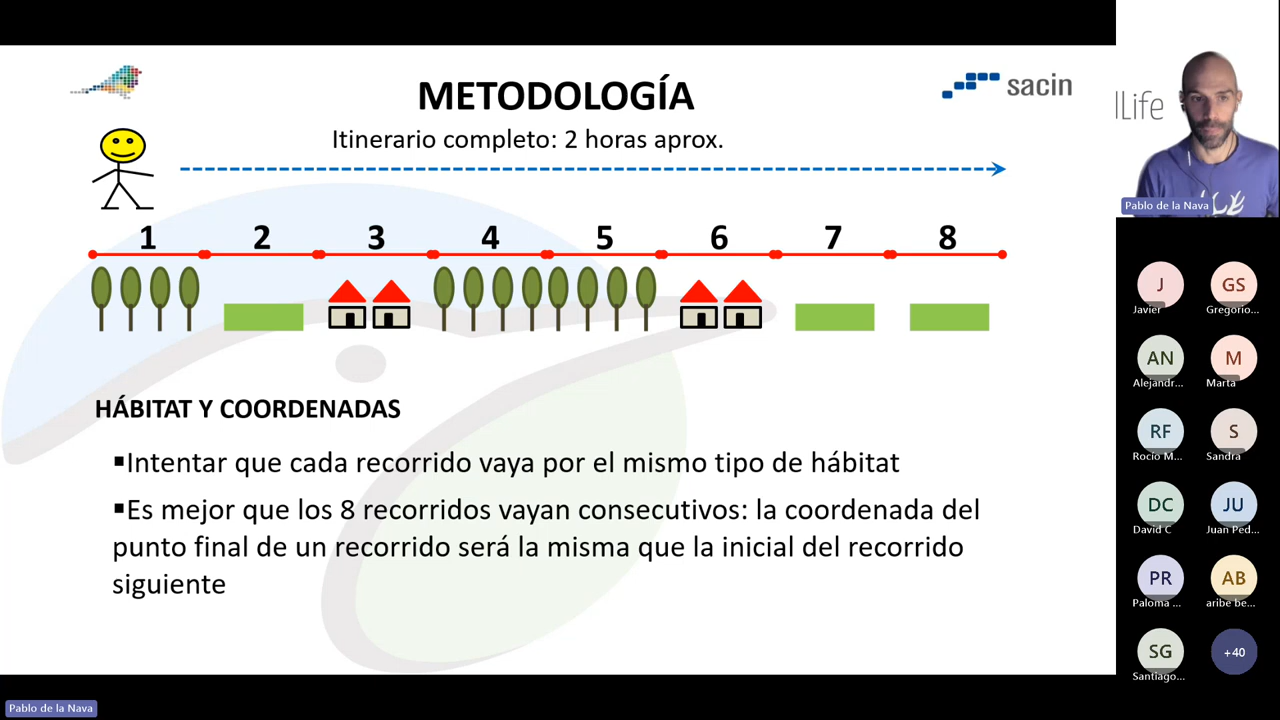 METODOLOGÍA
sacin
Itinerario completo: 2 horas aprox.
1 2 3 4 5 6 7 8
HÁBITAT Y COORDENADAS
▪Intentar que cada recorrido vaya por el mismo tipo de hábitat
▪Es mejor que los 8 recorridos vayan consecutivos: la coordenada del
punto final de un recorrido será la misma que la inicial del recorrido
siguiente
lLife
Pablo de la Nava
J
GS
Javier
Gregorio...
AN
M
Alejandr...
Marta
RF
S
Rocío M...
Sandra
DC
JU
David C
Juan Ped...
PR
AB
Paloma ...
aribe be...
SG
+40
Santiago...
Pablo de la Nava